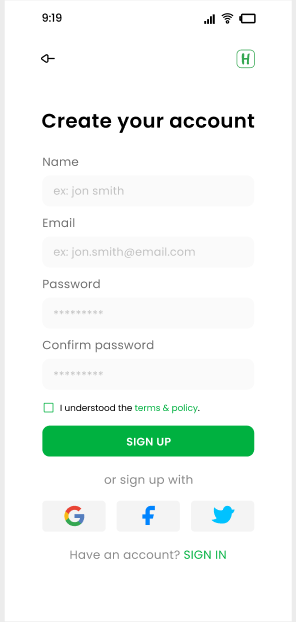 9:19
H
Create your account
Name
ex: jon smith
Email
ex: jon.smith@email.com
Password
*********
Confirm password
*********
I understood the terms & policy.
SIGN UP
or sign up with
Have an account? SIGN IN